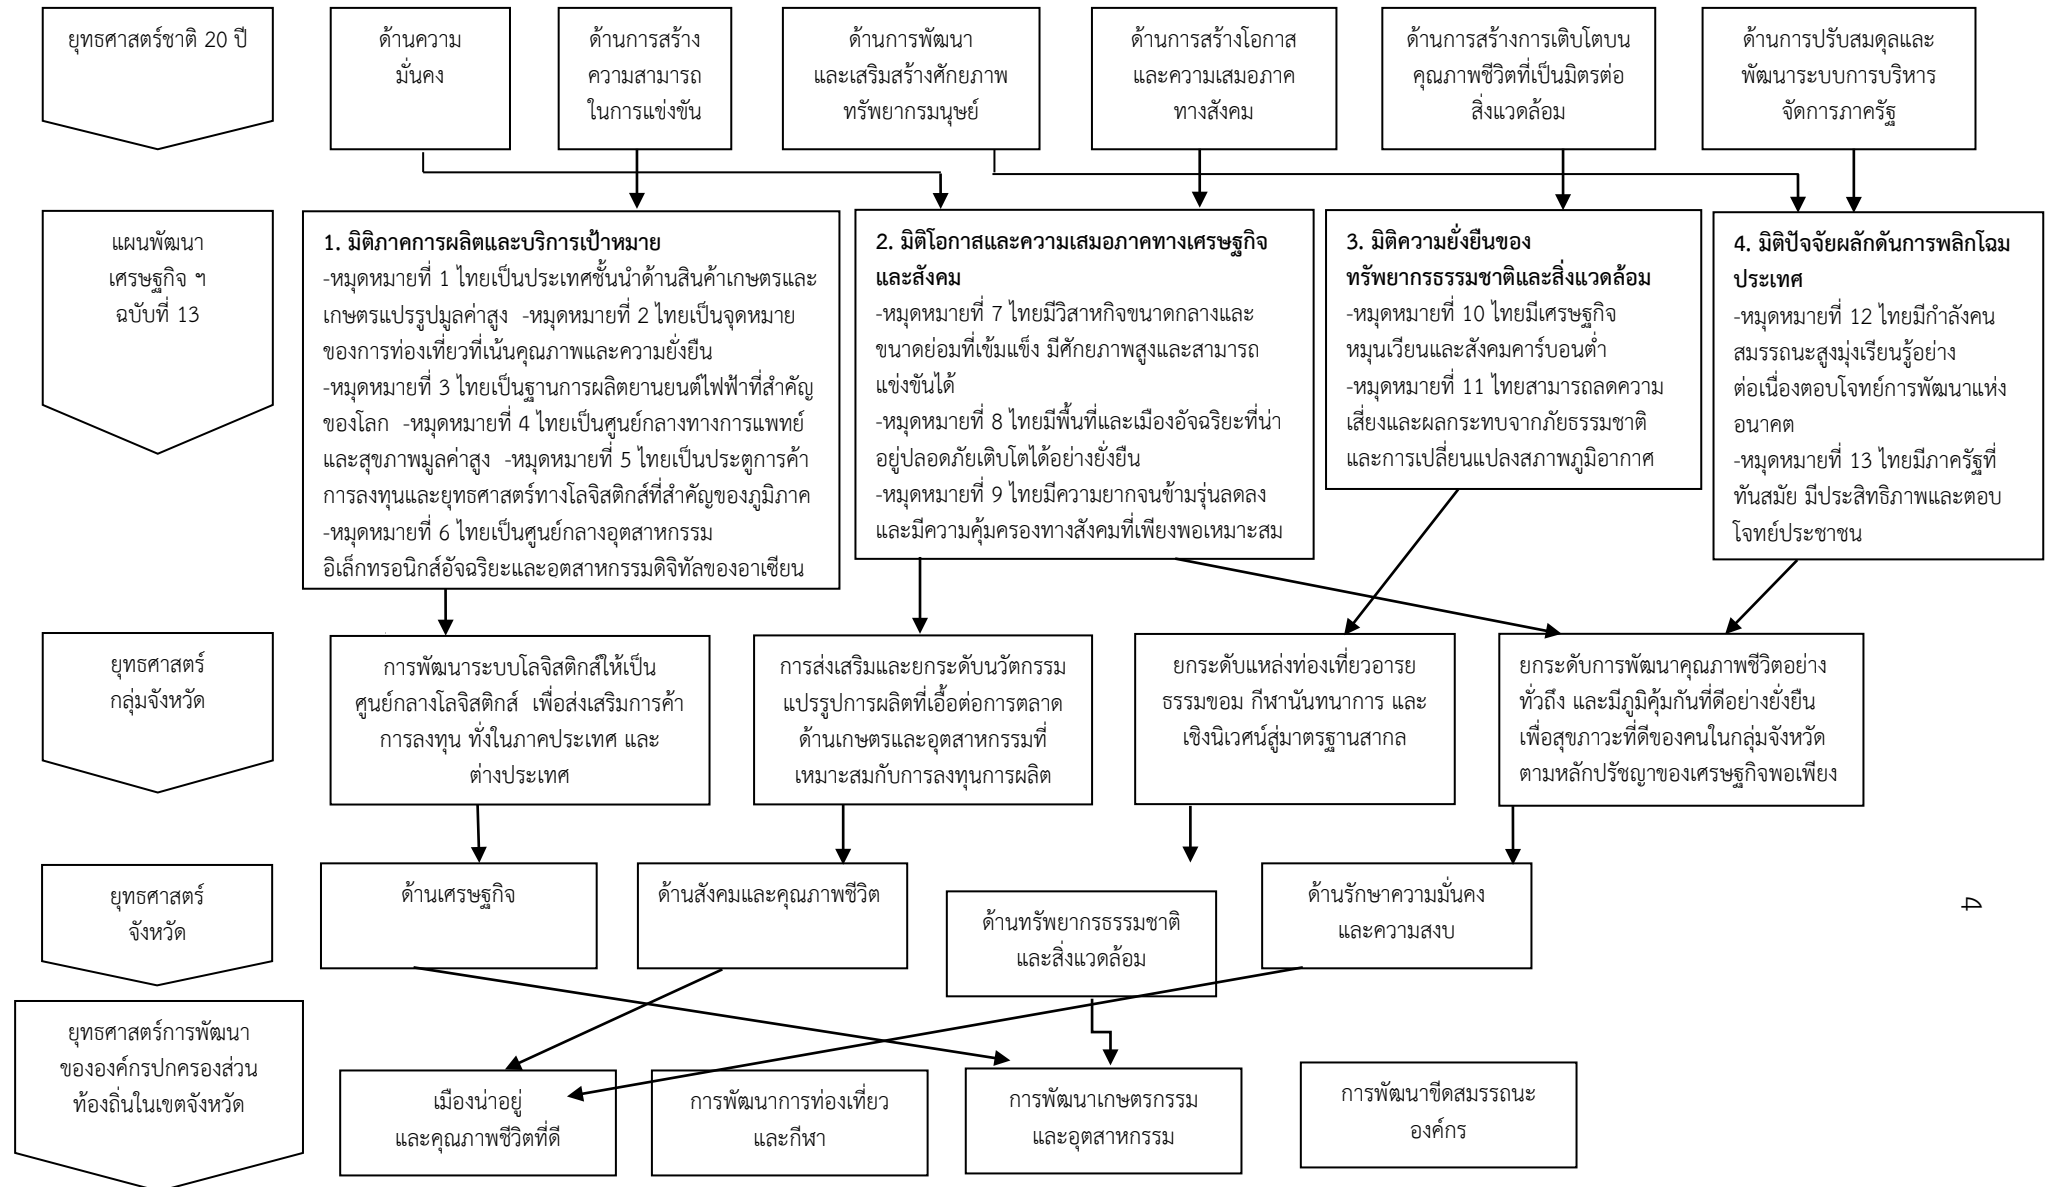 ยุทธศาสตร์ชาติ 20 ปี
ด้านความ
มั่นคง
ด้านการสร้าง
ความสามารถ
ในการแข่งขัน
ด้านการพัฒนา
และเสริมสร้างศักยภาพ
ทรัพยากรมนุษย์
ด้านการสร้างโอกาส
และความเสมอภาค
ทางสังคม
ด้านการสร้างการเติบโตบน
คุณภาพชีวิตที่เป็นมิตรต่อ
สิ่งแวดล้อม
ด้านการปรับสมดุลและ
พัฒนาระบบการบริหาร
จัดการภาครัฐ
แผนพัฒนา
เศรษฐกิจ ฯ
ฉบับที่ 13
1. มิติภาคการผลิตและบริการเป้าหมาย
-หมุดหมายที่ 1 ไทยเป็นประเทศชั้นนำด้านสินค้าเกษตรและ
เกษตรแปรรูปมูลค่าสูง -หมุดหมายที่ 2 ไทยเป็นจุดหมาย
ของการท่องเที่ยวที่เน้นคุณภาพและความยั่งยืน
-หมุดหมายที่ 3 ไทยเป็นฐานการผลิตยานยนต์ไฟฟ้าที่สำคัญ
ของโลก -หมุดหมายที่ 4 ไทยเป็นศูนย์กลางทางการแพทย์
และสุขภาพมูลค่าสูง -หมุดหมายที่ 5 ไทยเป็นประตูการค้า
การลงทุนและยุทธศาสตร์ทางโลจิสติกส์ที่สำคัญของภูมิภาค
-หมุดหมายที่ 6 ไทยเป็นศูนย์กลางอุตสาหกรรม
อิเล็กทรอนิกส์อัจฉริยะและอุตสาหกรรมดิจิทัลของอาเซียน
2. มิติโอกาสและความเสมอภาคทางเศรษฐกิจ
และสังคม
-หมุดหมายที่ 7 ไทยมีวิสาหกิจขนาดกลางและ
ขนาดย่อมที่เข้มแข็ง มีศักยภาพสูงและสามารถ
แข่งขันได้
-หมุดหมายที่ 8 ไทยมีพื้นที่และเมืองอัจฉริยะที่น่า
อยู่ปลอดภัยเติบโตได้อย่างยั่งยืน
-หมุดหมายที่ 9 ไทยมีความยากจนข้ามรุ่นลดลง
และมีความคุ้มครองทางสังคมที่เพียงพอเหมาะสม
3. มิติความยั่งยืนของ
ทรัพยากรธรรมชาติและสิ่งแวดล้อม
-หมุดหมายที่ 10 ไทยมีเศรษฐกิจ
หมุนเวียนและสังคมคาร์บอนต่ำ
-หมุดหมายที่ 11 ไทยสามารถลดความ
เสี่ยงและผลกระทบจากภัยธรรมชาติ
และการเปลี่ยนแปลงสภาพภูมิอากาศ
4. มิติปัจจัยผลักดันการพลิกโฉม
ประเทศ
-หมุดหมายที่ 12 ไทยมีกำลังคน
สมรรถนะสูงมุ่งเรียนรู้อย่าง
ต่อเนื่องตอบโจทย์การพัฒนาแห่ง
อนาคต
-หมุดหมายที่ 13 ไทยมีภาครัฐที่
ทันสมัย มีประสิทธิภาพและตอบ
โจทย์ประชาชน
ยุทธศาสตร์
กลุ่มจังหวัด
การพัฒนาระบบโลจิสติกส์ให้เป็น
ศูนย์กลางโลจิสติกส์ เพื่อส่งเสริมการค้า
การลงทุน ทั่งในภาคประเทศ และ
ต่างประเทศ
การส่งเสริมและยกระดับนวัตกรรม
แปรรูปการผลิตที่เอื้อต่อการตลาด
ด้านเกษตรและอุตสาหกรรมที่
เหมาะสมกับการลงทุนการผลิต
ยกระดับแหล่งท่องเที่ยวอารย
ธรรมขอม กีฬานันทนาการ และ
เชิงนิเวศน์สู่มาตรฐานสากล
ยกระดับการพัฒนาคุณภาพชีวิตอย่าง
ทั่วถึง และมีภูมิคุ้มกันที่ดีอย่างยั่งยืน
เพื่อสุขภาวะที่ดีของคนในกลุ่มจังหวัด
ตามหลักปรัชญาของเศรษฐกิจพอเพียง
ยุทธศาสตร์
จังหวัด
ด้านเศรษฐกิจ
ด้านสังคมและคุณภาพชีวิต
ด้านทรัพยากรธรรมชาติ
และสิ่งแวดล้อม
ด้านรักษาความมั่นคง
และความสงบ
4
ยุทธศาสตร์การพัฒนา
ขององค์กรปกครองส่วน
ท้องถิ่นในเขตจังหวัด
เมืองน่าอยู่
และคุณภาพชีวิตที่ดี
การพัฒนาการท่องเที่ยว
และกีฬา
การพัฒนาเกษตรกรรม
และอุตสาหกรรม
การพัฒนาขีดสมรรถนะ
องค์กร